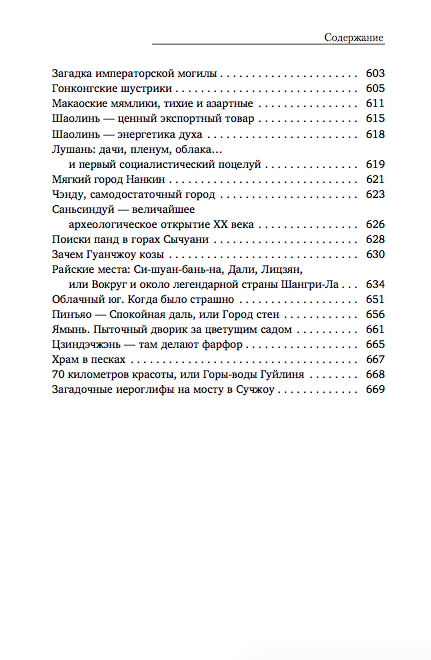 Содержание
Загадка императорской могилы . . . . . . . . . . . . . . . . . . . . . . . 603
Гонконгские шустрики . . . . . . . . . . . . . . . . . . . . . . . . . . . . . . 605
Макаоские мямлики, тихие и азартные . . . . . . . . . . . . . . . . . 611
Шаолинь — ценный экспортный товар . . . . . . . . . . . . . . . . . 615
Шаолинь — энергетика духа . . . . . . . . . . . . . . . . . . . . . . . . . 618
Лушань: дачи, пленум, облака…
и первый социалистический поцелуй . . . . . . . . . . . . . . . . 619
Мягкий город Нанкин . . . . . . . . . . . . . . . . . . . . . . . . . . . . . . 621
Чэнду, самодостаточный город . . . . . . . . . . . . . . . . . . . . . . . 623
Саньсиндуй — величайшее
археологическое открытие XX века . . . . . . . . . . . . . . . . . 626
Поиски панд в горах Сычуани . . . . . . . . . . . . . . . . . . . . . . . . 628
Зачем Гуанчжоу козы . . . . . . . . . . . . . . . . . . . . . . . . . . . . . . 630
Райские места: Си-шуан-бань-на, Дали, Лицзян,
или Вокруг и около легендарной страны Шангри-Ла . . . 634
Облачный юг. Когда было страшно . . . . . . . . . . . . . . . . . . . . 651
Пинъяо — Спокойная даль, или Город стен . . . . . . . . . . . . . 656
Ямынь. Пыточный дворик за цветущим садом . . . . . . . . . . . 661
Цзиндэчжэнь — там делают фарфор . . . . . . . . . . . . . . . . . . . 665
Храм в песках . . . . . . . . . . . . . . . . . . . . . . . . . . . . . . . . . . . . 667
70 километров красоты, или Горы-воды Гуйлиня . . . . . . . . . 668
Загадочные иероглифы на мосту в Сучжоу . . . . . . . . . . . . . . 669